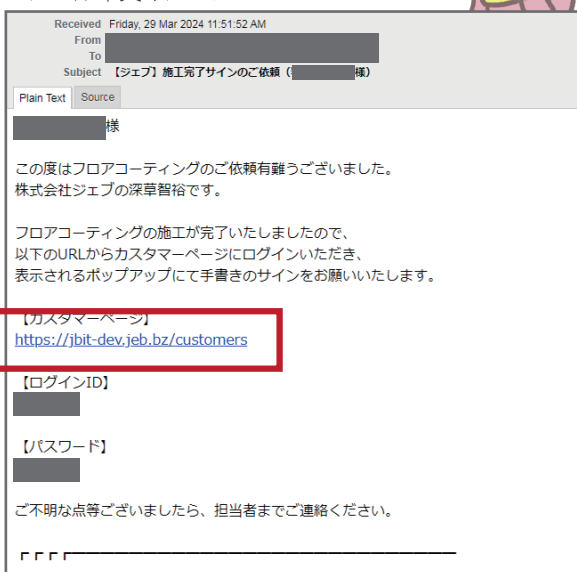 Received Friday, 29 Mar 2024 11:51:52 AM
From
To
Subject 【ジェブ】施工完了サインのご依頼（ 様）
Plain Text Source
様
この度はフロアコーティングのご依頼有難うございました。
株式会社ジェブの深草智裕です。
フロアコーティングの施工が完了いたしましたので、
以下のURLからカスタマーページにログインいただき、
表示されるポップアップにて手書きのサインをお願いいたします。
【カスタマーページ】
https://jbit-dev.jeb.bz/customers
【ログインID】
【パスワード】
ご不明な点等ございましたら、担当者までご連絡ください。